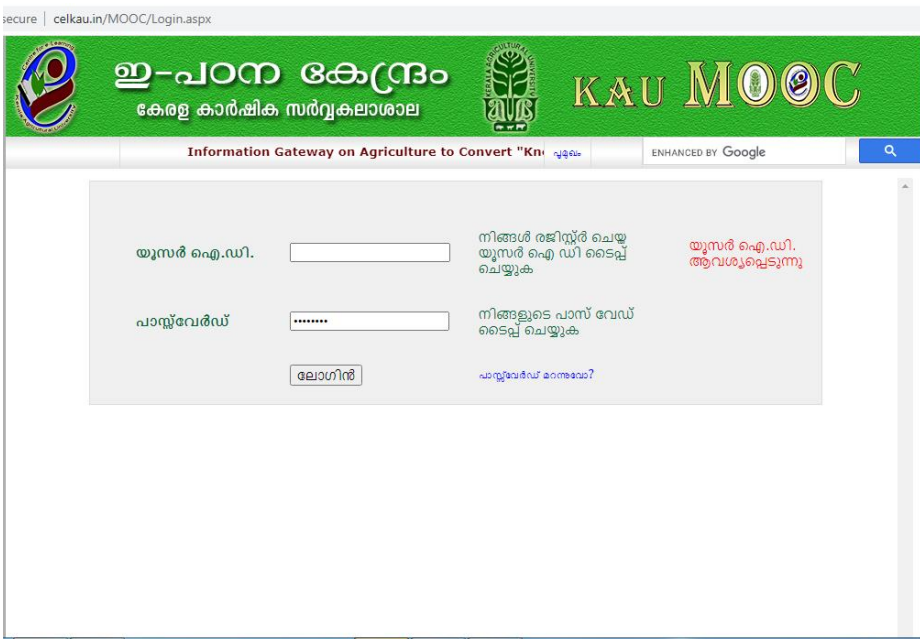 secure | celkau.in/MOOC/Login.aspx
ഇ-പഠന കേന്ദ്രം
കേരള കാർഷിക സർവ്വകലാശാല
KAU MOOC
Information Gateway on Agriculture to Convert "Kn
പൂമുഖം
ENHANCED BY Google
യൂസർ ഐ.ഡി.
നിങ്ങൾ രജിസ്റ്റർ ചെയ്ത
യൂസർ ഐ ഡി ടൈപ്പ്
ചെയ്യുക
യൂസർ ഐ.ഡി.
ആവശ്യപ്പെടുന്നു
പാസ്സ്‌വേർഡ്
നിങ്ങളുടെ പാസ് വേഡ്
ടൈപ്പ് ചെയ്യുക
ലോഗിൻ
പാസ്സ്‌വേർഡ് മറന്നുവോ?